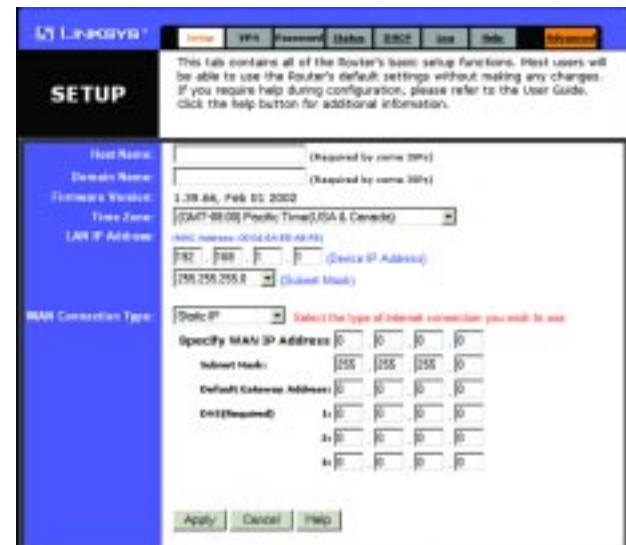 LINKSYS
Setup VPN Password Status DHCP Log Help Advanced
SETUP
This tab contains all of the Router's basic setup functions. Most users will
be able to use the Router's default settings without making any changes.
If you require help during configuration, please refer to the User Guide.
Click the help button for additional information.
Host Name: (Required by some ISPs)
Domain Name: (Required by some ISPs)
Firmware Version: 1.39.66, Feb 01 2002
Time Zone: (GMT-08:00) Pacific Time(USA & Canada)
LAN IP Address: (MAC Address:
192 . 168 . 1 . 1 (Device IP Address)
255.255.255.0 (Subnet Mask)
WAN Connection Type: Static IP Select the type of Internet connection you wish to use
Specify WAN IP Address 0 . 0 . 0 . 0
Subnet Mask: 255 . 255 . 255 . 0
Default Gateway Address: 0 . 0 . 0 . 0
DNS(Required) 1: 0 . 0 . 0 . 0
2: 0 . 0 . 0 . 0
3: 0 . 0 . 0 . 0
Apply Cancel Help